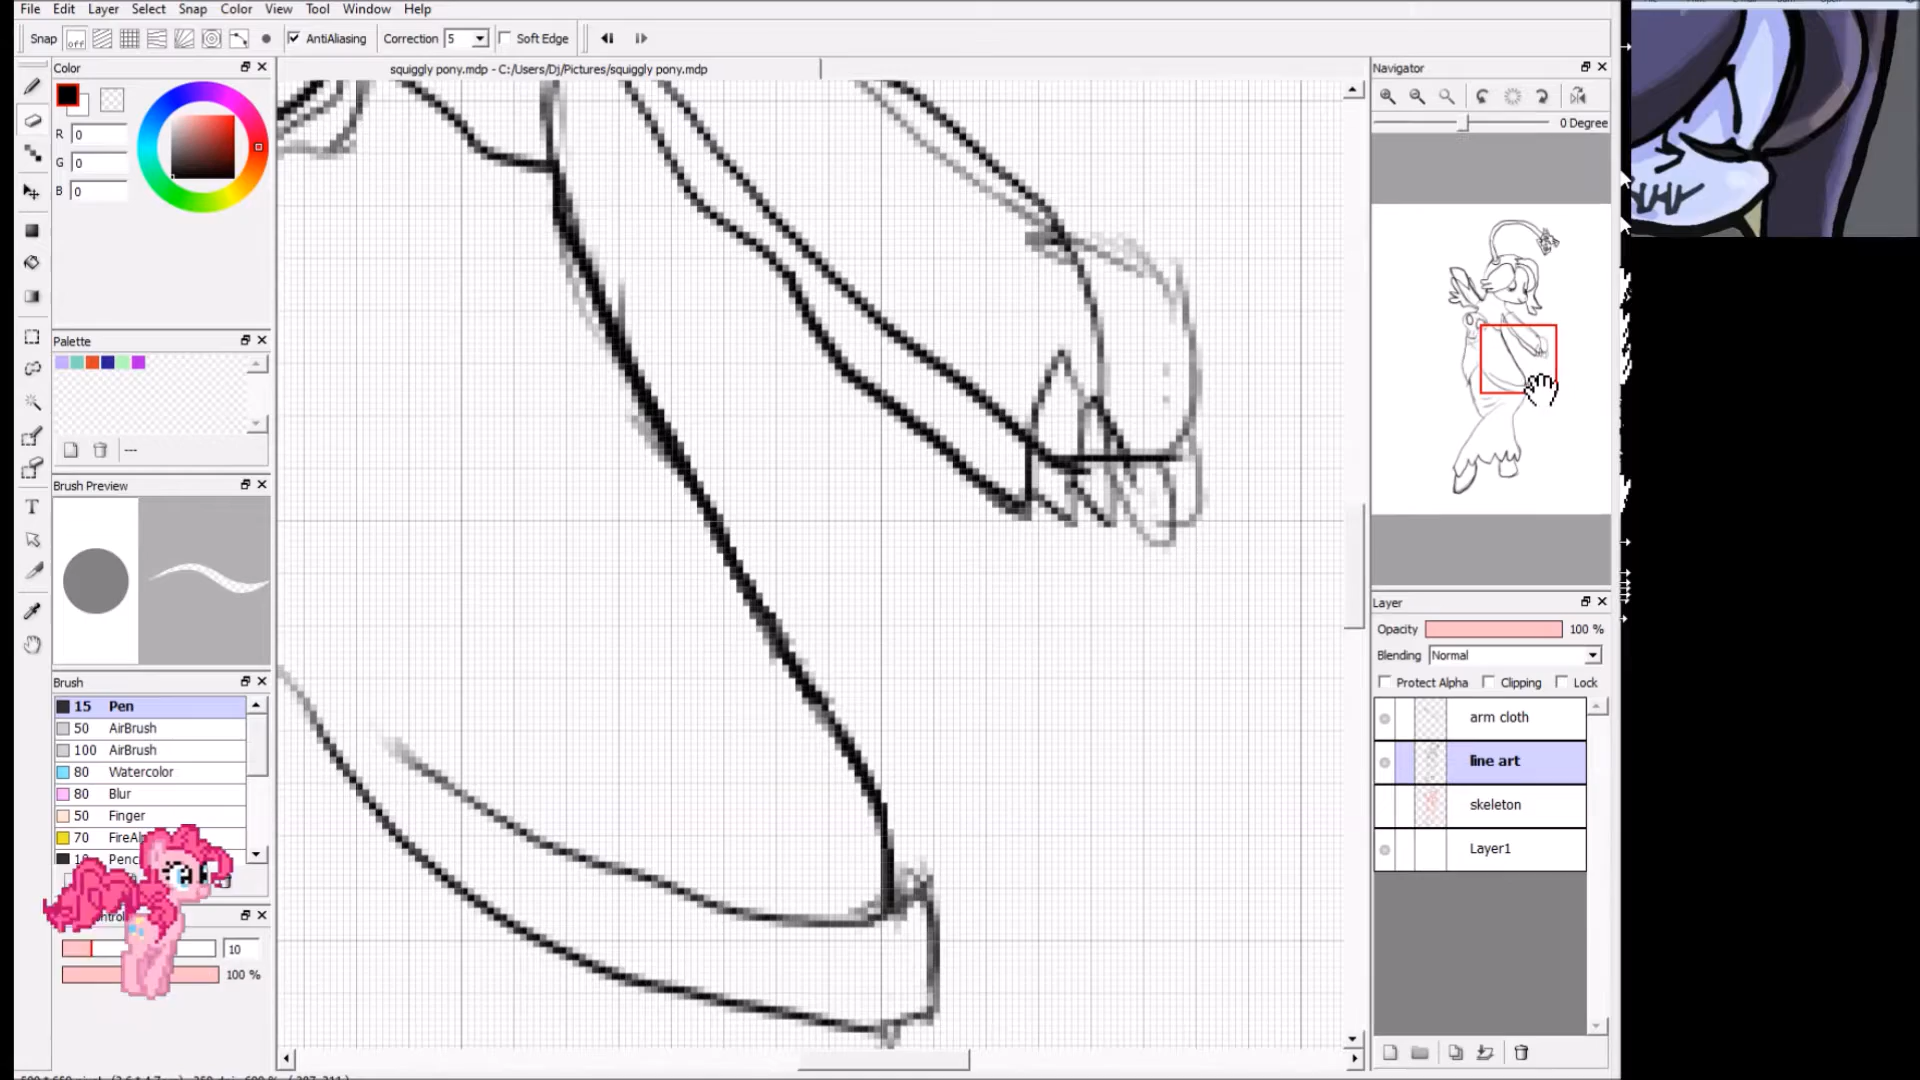 File Edit Layer Select Snap Color View Tool Window Help
Snap off AntiAliasing Correction 5 Soft Edge
Color
squiggly pony.mdp - C:/Users/Dj/Pictures/squiggly pony.mdp
Navigator
R 0
G 0
B 0
0 Degree
Palette
---
Brush Preview
Brush
15 Pen
50 AirBrush
100 AirBrush
80 Watercolor
80 Blur
50 Finger
70
10
100 %
Layer
Opacity 100 %
Blending Normal
Protect Alpha Clipping Lock
arm cloth
line art
skeleton
Layer1